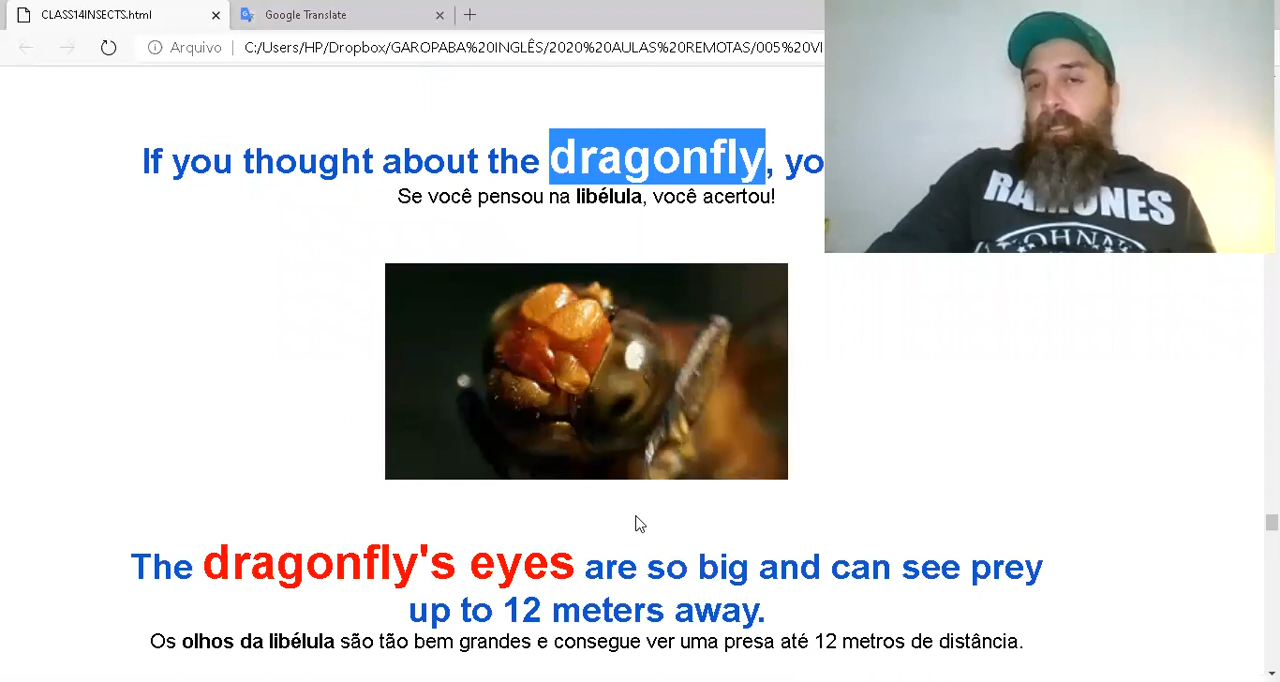 CLASS14INSECTS.html
Google Translate
Arquivo C:/Users/HP/Dropbox/GAROPABA%20INGLÊS/2020%20AULAS%20REMOTAS/005%20VI
If you thought about the dragonfly, yo
Se você pensou na libélula, você acertou!
RAMONES
JOHNN
The dragonfly's eyes are so big and can see prey
up to 12 meters away.
Os olhos da libélula são tão bem grandes e consegue ver uma presa até 12 metros de distância.